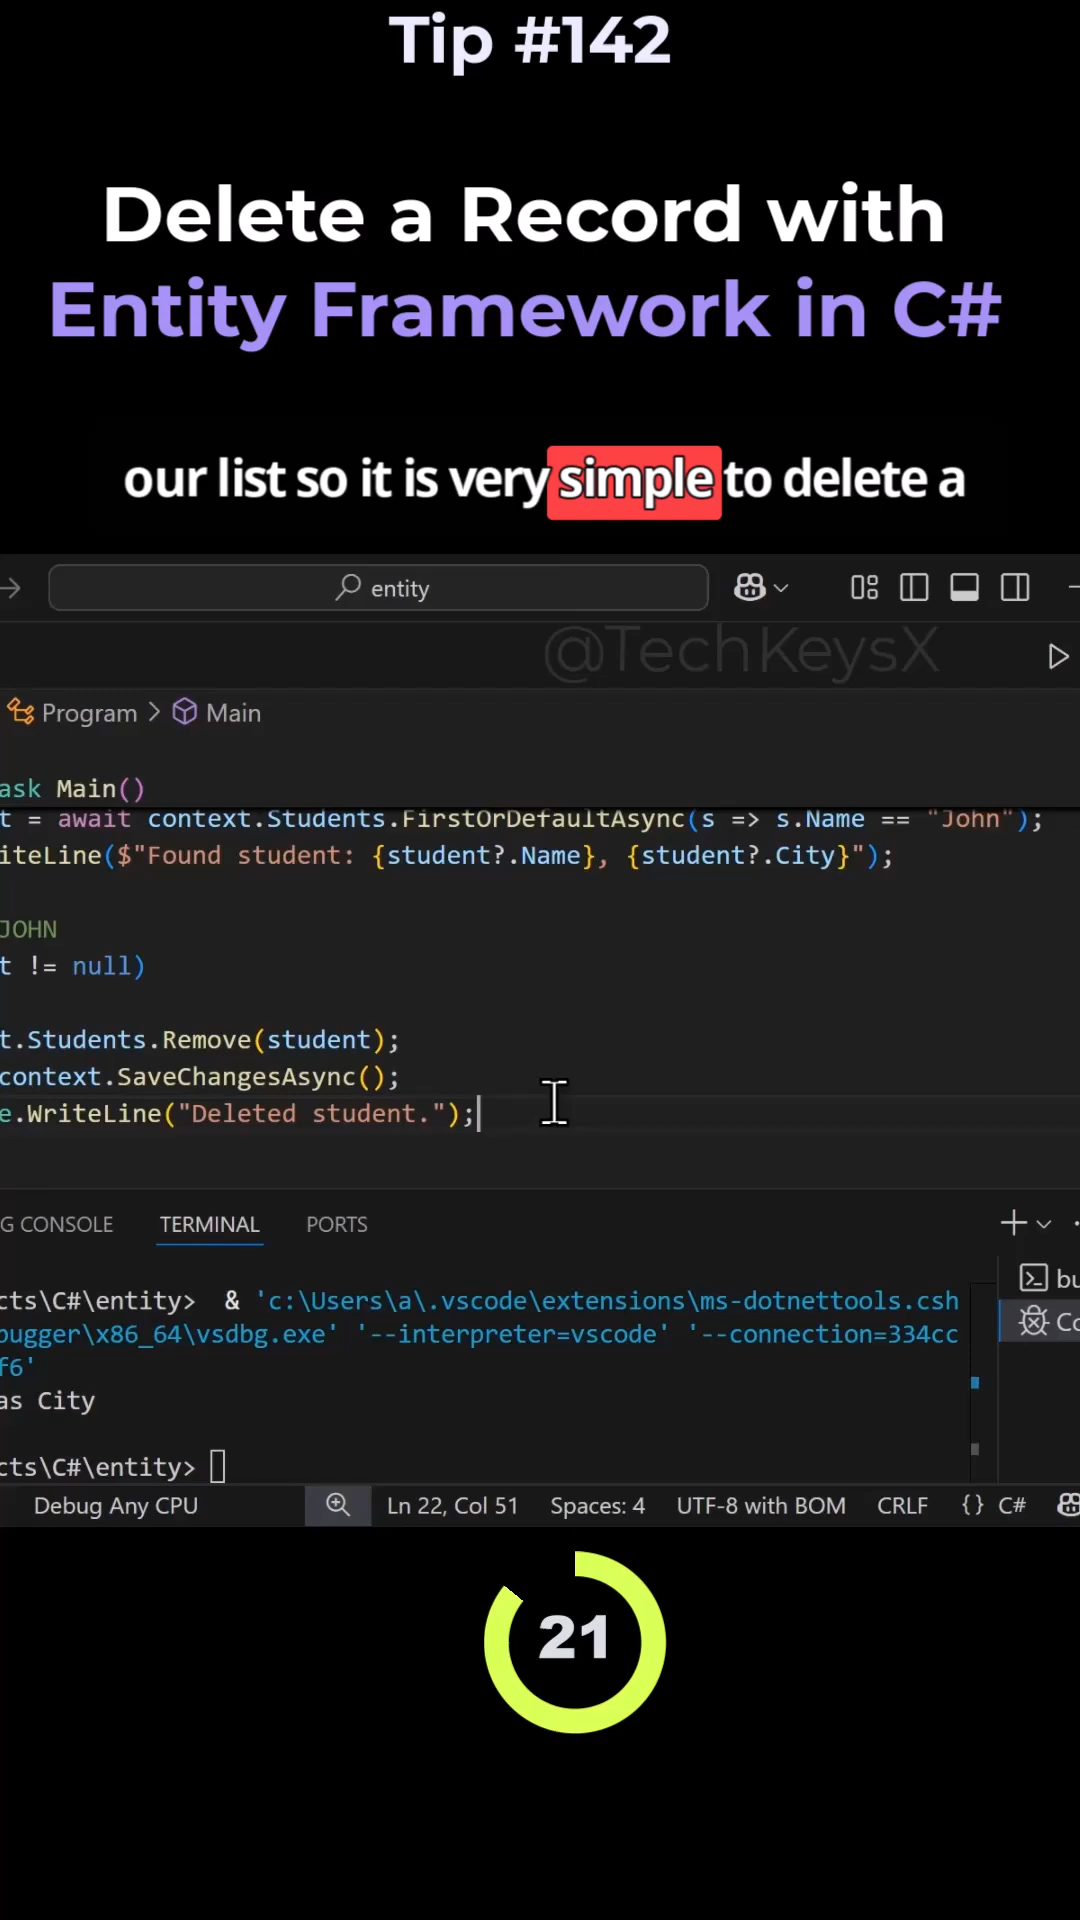 Tip #142
Delete a Record with
Entity Framework in C#
our list so it is very simple to delete a
entity
@TechKeysX
Program > Main
ask Main()
t = await context.Students.FirstOrDefaultAsync(s => s.Name == "John");
iteLine($"Found student: {student?.Name}, {student?.City}");
JOHN
t != null)
t.Students.Remove(student);
context.SaveChangesAsync();
e.WriteLine("Deleted student.");
G CONSOLE TERMINAL PORTS
cts\C#\entity> & 'c:\Users\a\.vscode\extensions\ms-dotnettools.csh
bugger\x86_64\vsdbg.exe' '--interpreter=vscode' '--connection=334cc
f6'
as City
cts\C#\entity>
bu
Co
Debug Any CPU Ln 22, Col 51 Spaces: 4 UTF-8 with BOM CRLF {} C#
21